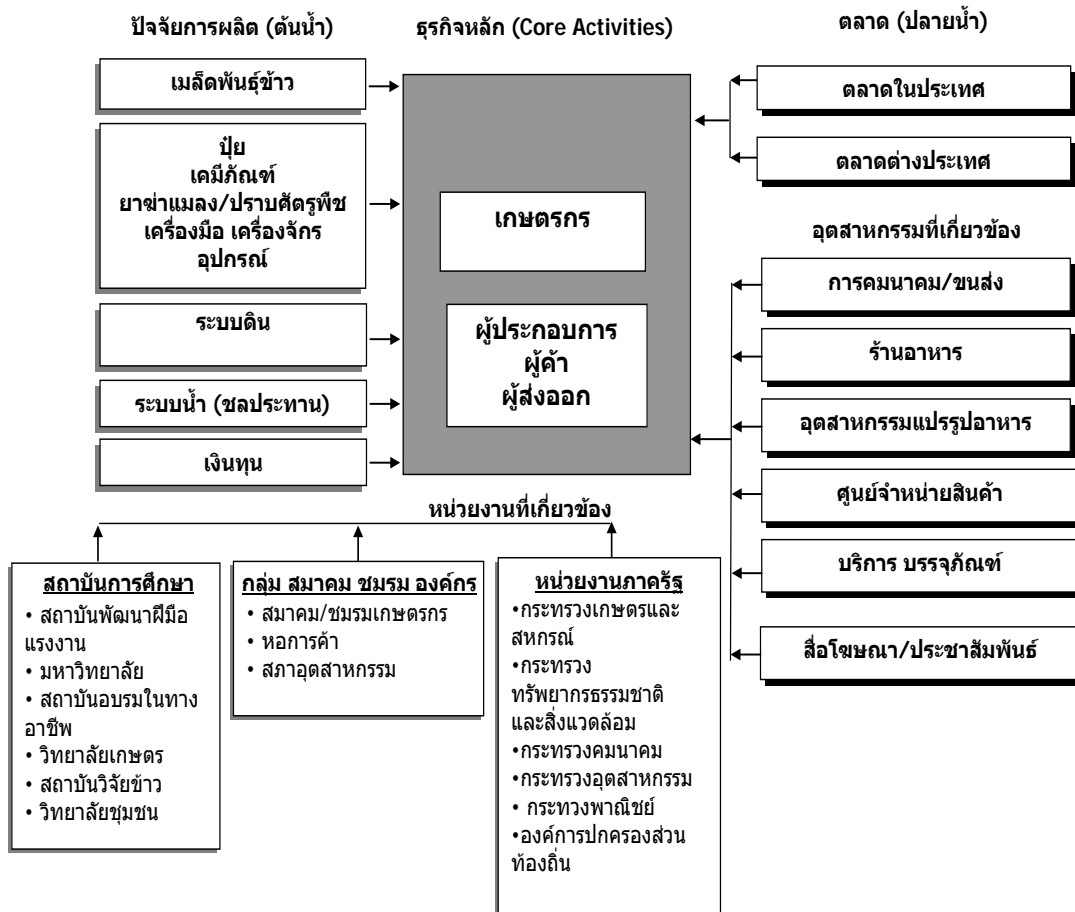 ปัจจัยการผลิต (ต้นน้ำ)
เมล็ดพันธุ์ข้าว
ปุ๋ย
เคมีภัณฑ์
ยาฆ่าแมลง/ปราบศัตรูพืช
เครื่องมือ เครื่องจักร
อุปกรณ์
ระบบดิน
ระบบน้ำ (ชลประทาน)
เงินทุน
ธุรกิจหลัก (Core Activities)
เกษตรกร
ผู้ประกอบการ
ผู้ค้า
ผู้ส่งออก
ตลาด (ปลายน้ำ)
ตลาดในประเทศ
ตลาดต่างประเทศ
อุตสาหกรรมที่เกี่ยวข้อง
การคมนาคม/ขนส่ง
ร้านอาหาร
อุตสาหกรรมแปรรูปอาหาร
ศูนย์จำหน่ายสินค้า
บริการ บรรจุภัณฑ์
สื่อโฆษณา/ประชาสัมพันธ์
หน่วยงานที่เกี่ยวข้อง
สถาบันการศึกษา
• สถาบันพัฒนาฝีมือ
แรงงาน
• มหาวิทยาลัย
• สถาบันอบรมในทาง
อาชีพ
• วิทยาลัยเกษตร
• สถาบันวิจัยข้าว
• วิทยาลัยชุมชน
กลุ่ม สมาคม ชมรม องค์กร
• สมาคม/ชมรมเกษตรกร
• หอการค้า
• สภาอุตสาหกรรม
หน่วยงานภาครัฐ
•กระทรวงเกษตรและ
สหกรณ์
•กระทรวง
ทรัพยากรธรรมชาติ
และสิ่งแวดล้อม
•กระทรวงคมนาคม
•กระทรวงอุตสาหกรรม
• กระทวงพาณิชย์
•องค์การปกครองส่วน
ท้องถิ่น